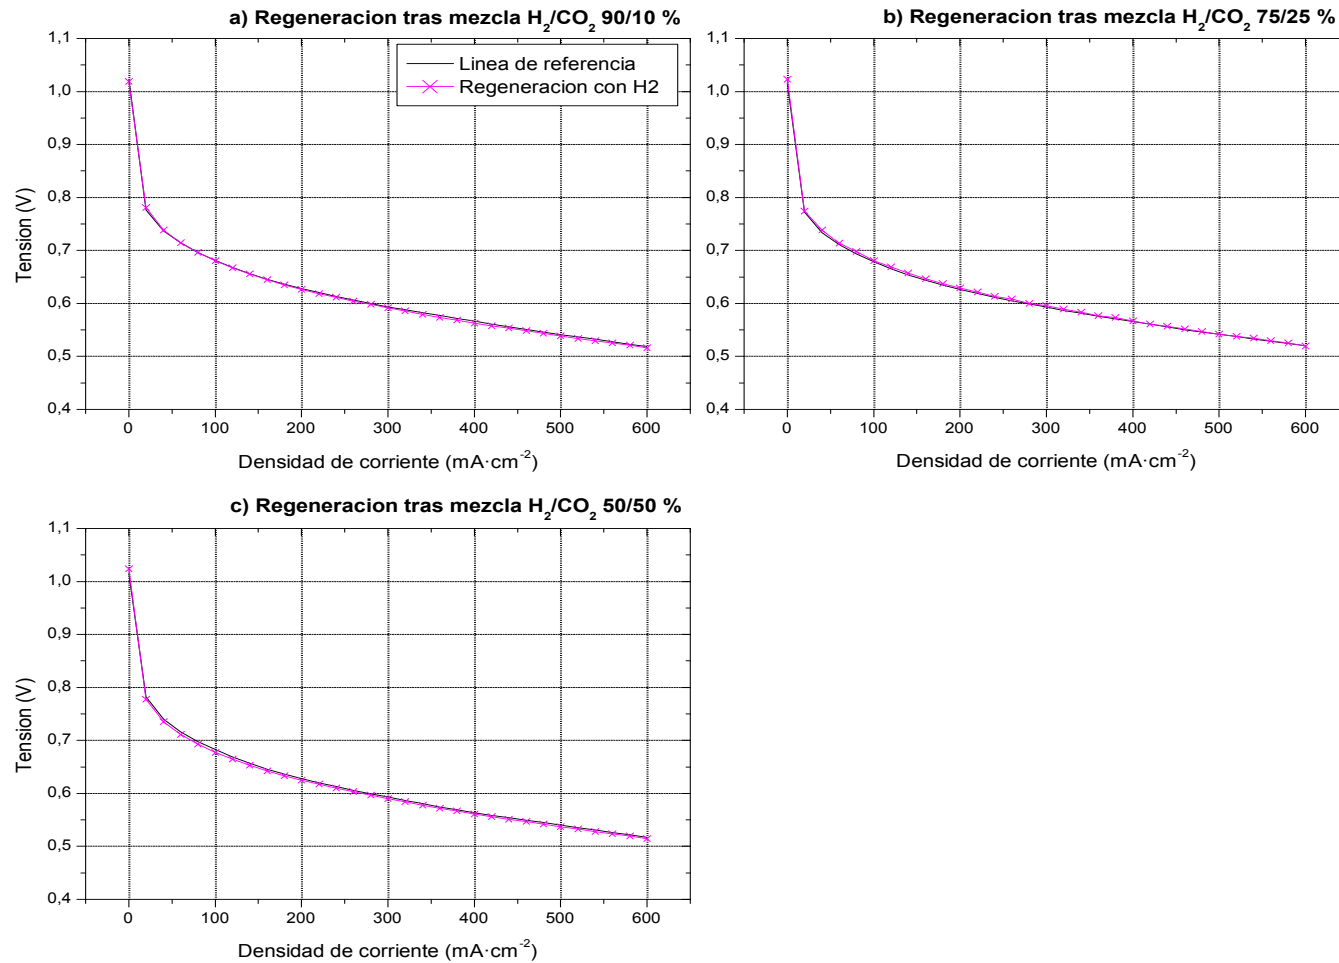 a) Regeneracion tras mezcla H₂/CO₂ 90/10 %
1,1
1,0
0,9
0,8
0,7
0,6
0,5
0,4
Tension (V)
Linea de referencia
Regeneracion con H2
0 100 200 300 400 500 600
Densidad de corriente (mA·cm⁻²)
b) Regeneracion tras mezcla H₂/CO₂ 75/25 %
1,1
1,0
0,9
0,8
0,7
0,6
0,5
0,4
0 100 200 300 400 500 600
Densidad de corriente (mA·cm⁻²)
c) Regeneracion tras mezcla H₂/CO₂ 50/50 %
1,1
1,0
0,9
0,8
0,7
0,6
0,5
0,4
Tension (V)
0 100 200 300 400 500 600
Densidad de corriente (mA·cm⁻²)